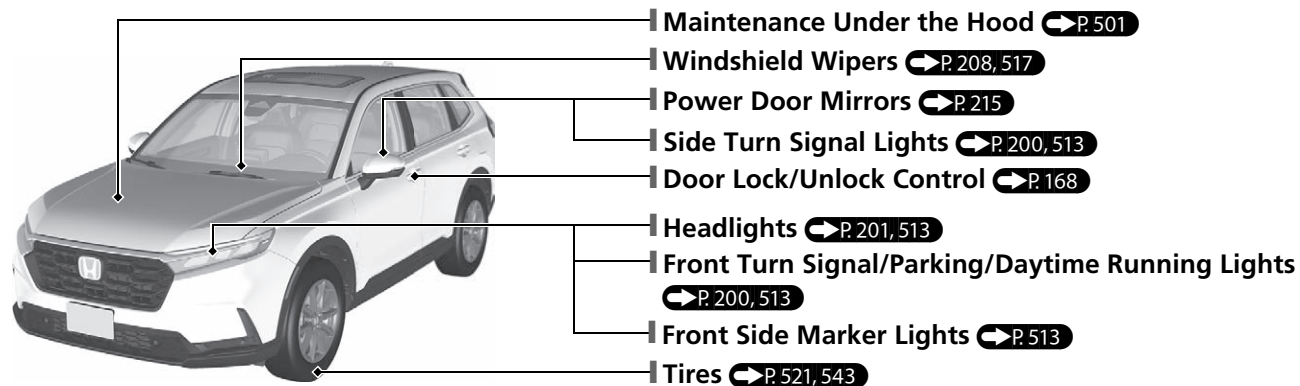 Maintenance Under the Hood P. 501
Windshield Wipers P. 208, 517
Power Door Mirrors P. 215
Side Turn Signal Lights P. 200, 513
Door Lock/Unlock Control P. 168
Headlights P. 201, 513
Front Turn Signal/Parking/Daytime Running Lights
P. 200, 513
Front Side Marker Lights P. 513
Tires P. 521, 543